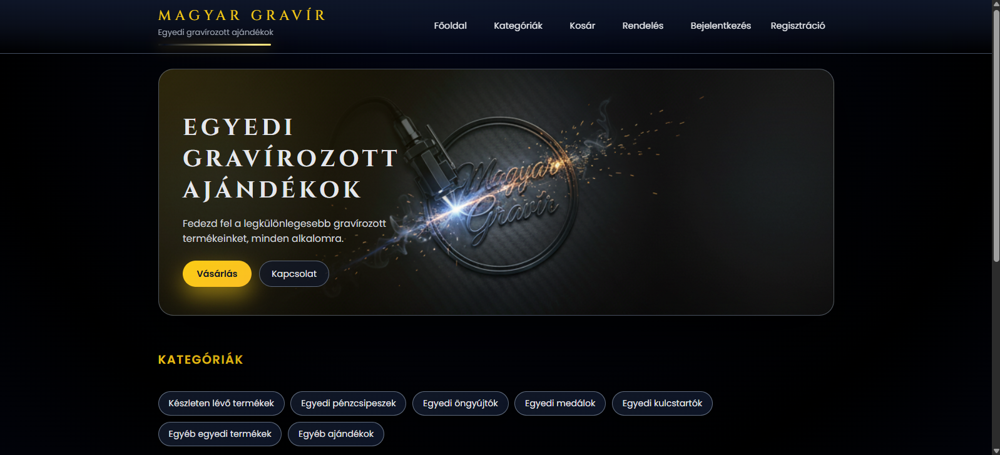 MAGYAR GRAVÍR
Egyedi gravírozott ajándékok
Főoldal
Kategóriák
Kosár
Rendelés
Bejelentkezés
Regisztráció
EGYEDI
GRAVÍROZOTT
AJÁNDÉKOK
Magyar
Gravír
Fedezd fel a legkülönlegesebb gravírozott
termékeinket, minden alkalomra.
Vásárlás
Kapcsolat
KATEGÓRIÁK
Készleten lévő termékek
Egyedi pénzcsipeszek
Egyedi öngyújtók
Egyedi medálok
Egyedi kulcstartók
Egyéb egyedi termékek
Egyéb ajándékok